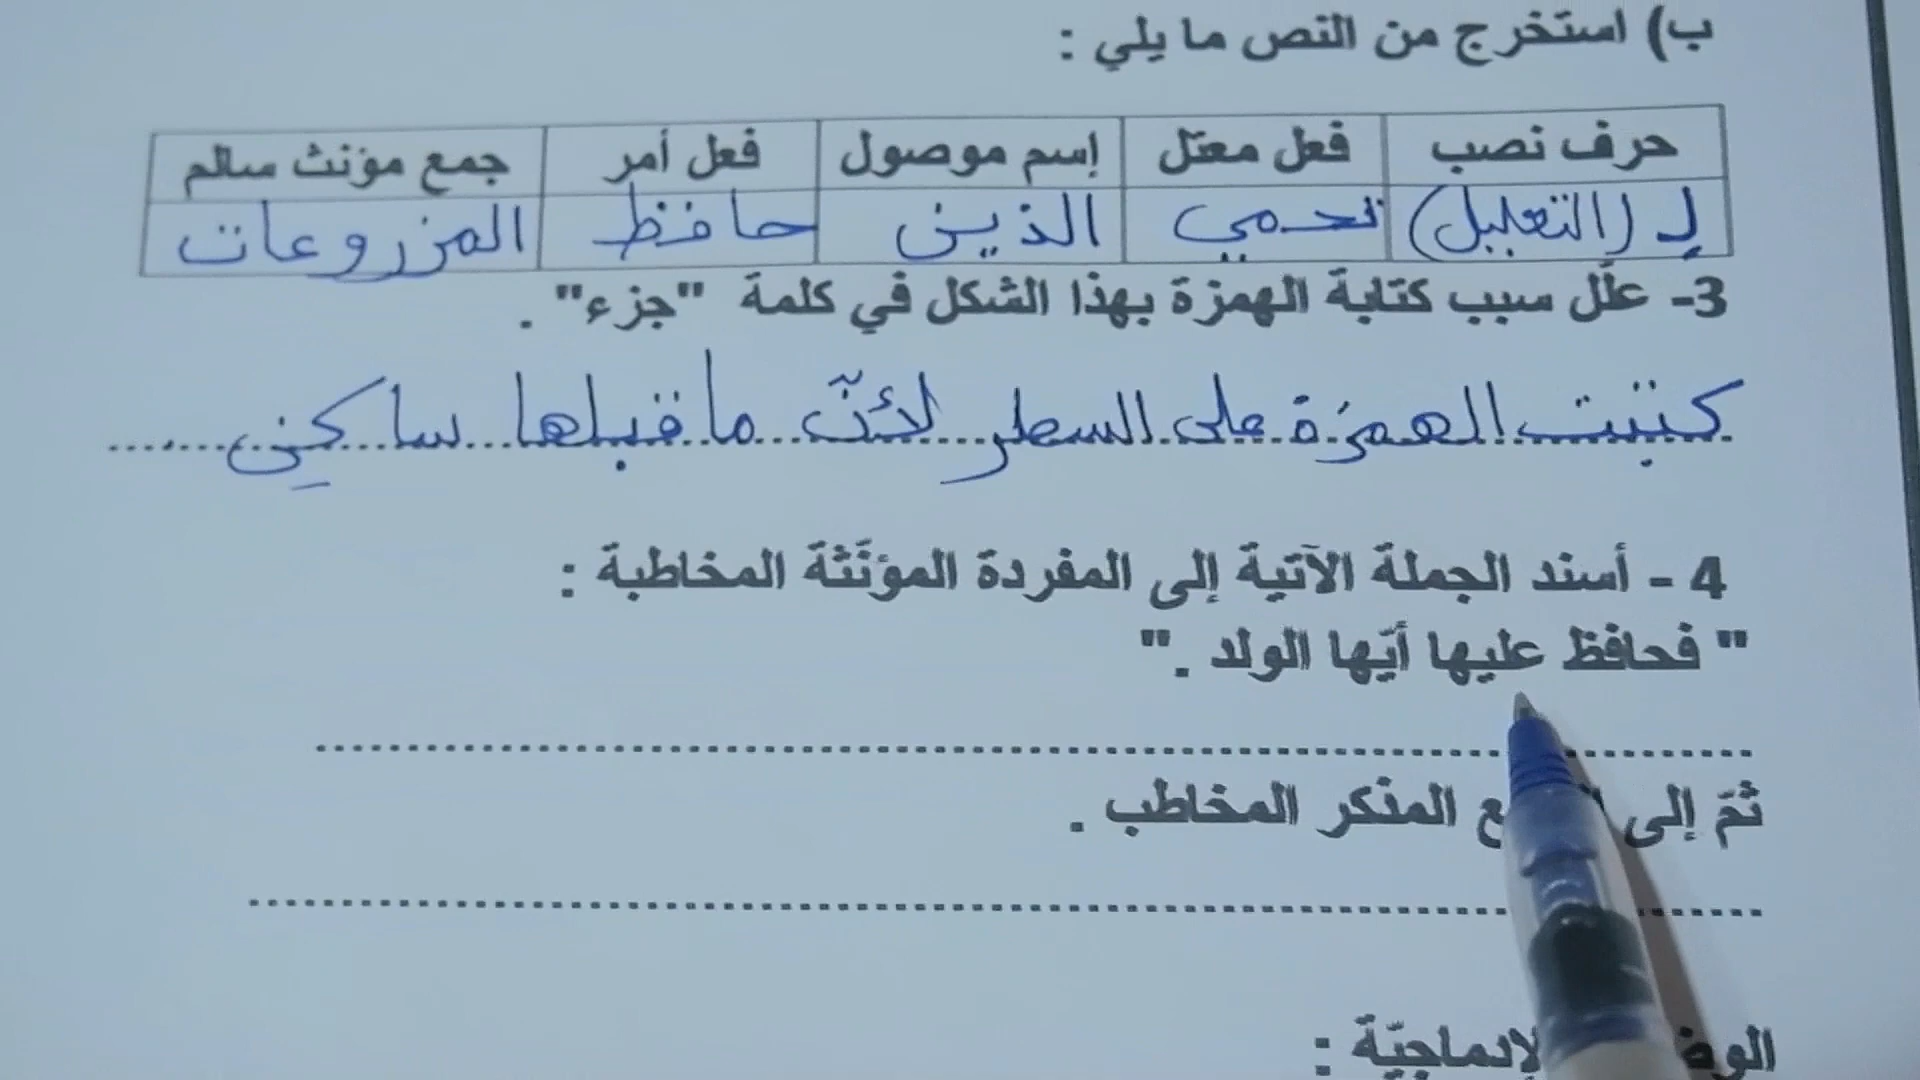 ب) استخرج من النص ما يلي :
حرف نصب فعل معتل إسم موصول فعل أمر جمع مؤنث سالم
لِـ (التعليل) تحمي الذين حافظ المزروعات
3- علّل سبب كتابة الهمزة بهذا الشكل في كلمة "جزء" .
كتبت الهمزة على السطر لأنّ ما قبلها ساكن
4 - أسند الجملة الآتية إلى المفردة المؤنّثة المخاطبة :
" فحافظ عليها أيّها الولد ."
ثمّ إلى المذكر المخاطب .